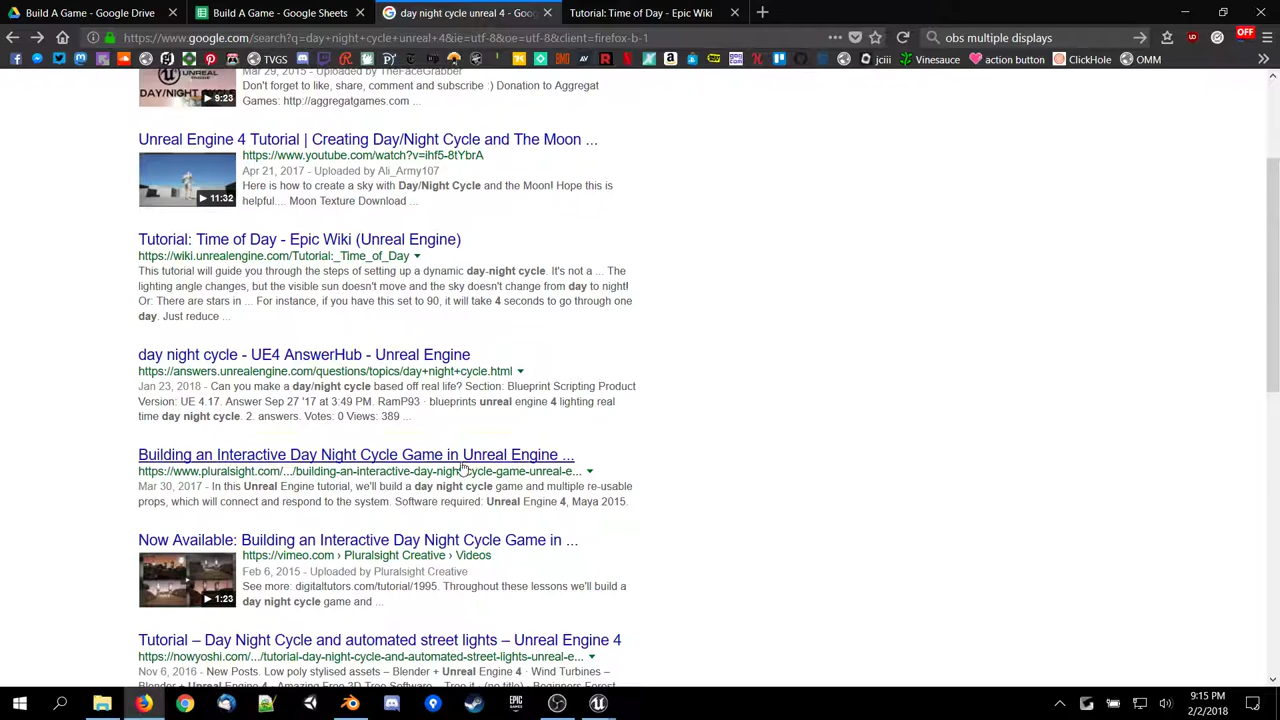 Build A Game - Google Drive
Build A Game - Google Sheets
day night cycle unreal 4 - Goo
Tutorial: Time of Day - Epic Wiki
https://www.google.com/search?q=day+night+cycle+unreal+4&ie=utf-8&oe=utf-8&client=firefox-b-1
obs multiple displays
OFF
TVGS
BMO
jciii
Vinesauce
action button
ClickHole
OMM
Mar 29, 2015 - Uploaded by TheFaceGrabber
DAY/NIGHT CYCLE
9:23
Don't forget to like, share, comment and subscribe :) Donation to Aggregat
Games: http://aggregatgames.com ...
Unreal Engine 4 Tutorial | Creating Day/Night Cycle and The Moon ...
https://www.youtube.com/watch?v=ihf5-8tYbrA
Apr 21, 2017 - Uploaded by Ali_Army107
Here is how to create a sky with Day/Night Cycle and the Moon! Hope this is
helpful.... Moon Texture Download ...
11:32
Tutorial: Time of Day - Epic Wiki (Unreal Engine)
https://wiki.unrealengine.com/Tutorial:_Time_of_Day
This tutorial will guide you through the steps of setting up a dynamic day-night cycle. It's not a ... The
lighting angle changes, but the visible sun doesn't move and the sky doesn't change from day to night!
Or: There are stars in ... For instance, if you have this set to 90, it will take 4 seconds to go through one
day. Just reduce ...
day night cycle - UE4 AnswerHub - Unreal Engine
https://answers.unrealengine.com/questions/topics/day+night+cycle.html
Jan 23, 2018 - Can you make a day/night cycle based off real life? Section: Blueprint Scripting Product
Version: UE 4.17. Answer Sep 27 '17 at 3:49 PM. RamP93 · blueprints unreal engine 4 lighting real
time day night cycle. 2. answers. Votes: 0 Views: 389 ...
Building an Interactive Day Night Cycle Game in Unreal Engine ...
https://www.pluralsight.com/.../building-an-interactive-day-night-cycle-game-unreal-e...
Mar 30, 2017 - In this Unreal Engine tutorial, we'll build a day night cycle game and multiple re-usable
props, which will connect and respond to the system. Software required: Unreal Engine 4, Maya 2015.
Now Available: Building an Interactive Day Night Cycle Game in ...
https://vimeo.com › Pluralsight Creative › Videos
Feb 6, 2015 - Uploaded by Pluralsight Creative
See more: digitaltutors.com/tutorial/1995. Throughout these lessons we'll build a
day night cycle game and ...
1:23
Tutorial – Day Night Cycle and automated street lights – Unreal Engine 4
https://nowyoshi.com/.../tutorial-day-night-cycle-and-automated-street-lights-unreal-e...
Nov 6, 2016 - New Posts. Low poly stylised assets – Blender + Unreal Engine 4 · Wind Turbines –
Blender + Unreal Engine 4 · Amazing Free 3D Tree Software – Tree it · (no title) · Beginners Forest
9:15 PM
2/2/2018